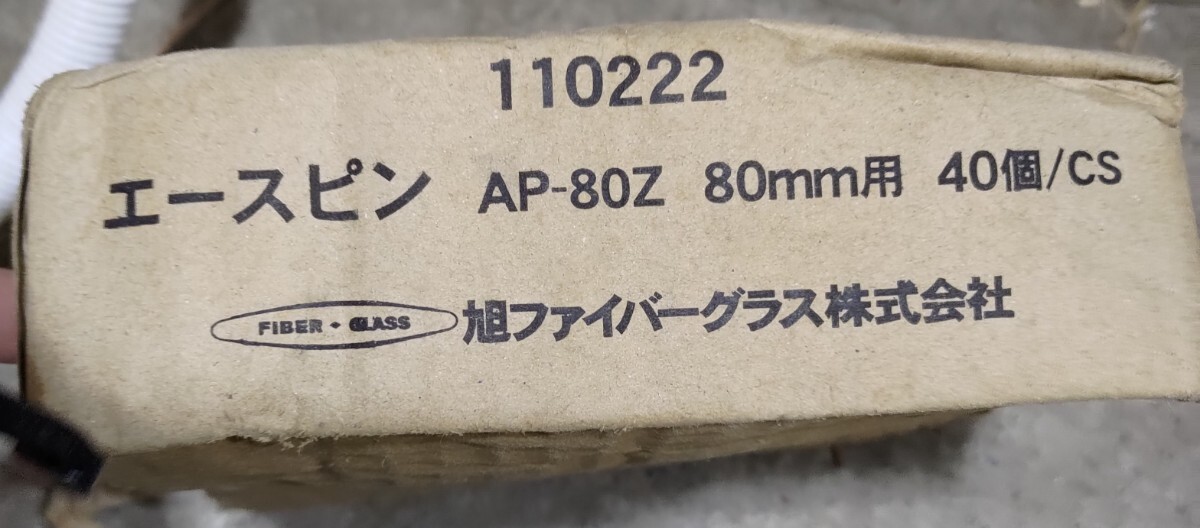 110222
エースピン AP-80Z 80mm用 40個/CS
FIBER・GLASS 旭ファイバーグラス株式会社